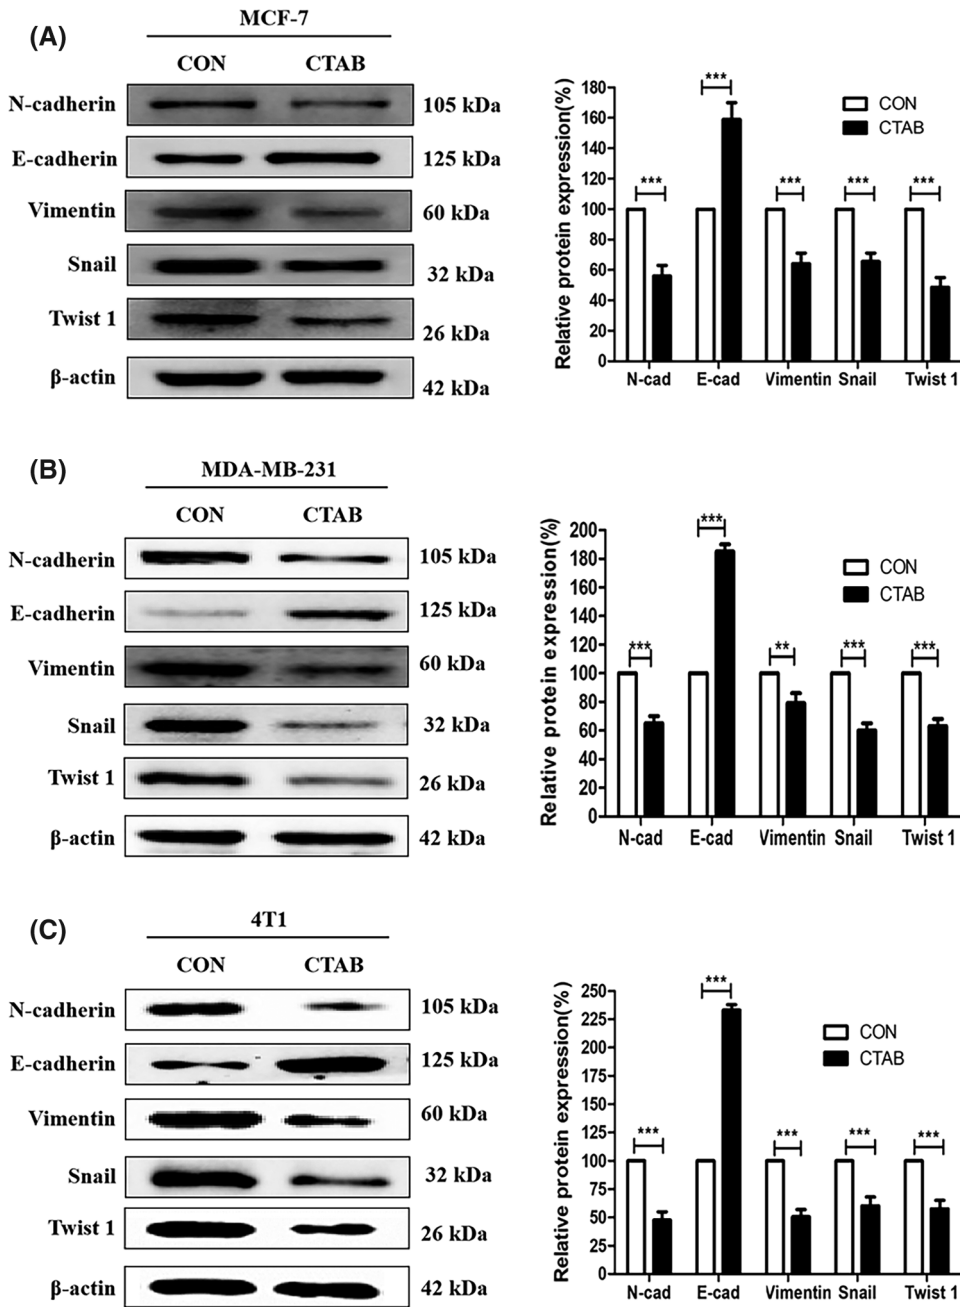 (A)
MCF-7
CON CTAB
N-cadherin 105 kDa
E-cadherin 125 kDa
Vimentin 60 kDa
Snail 32 kDa
Twist 1 26 kDa
β-actin 42 kDa
Relative protein expression(%)
180
160
140
120
100
80
60
40
20
0
CON
CTAB
*** *** *** *** ***
N-cad E-cad Vimentin Snail Twist 1
(B)
MDA-MB-231
CON CTAB
N-cadherin 105 kDa
E-cadherin 125 kDa
Vimentin 60 kDa
Snail 32 kDa
Twist 1 26 kDa
β-actin 42 kDa
Relative protein expression(%)
200
180
160
140
120
100
80
60
40
20
0
CON
CTAB
*** *** ** *** ***
N-cad E-cad Vimentin Snail Twist 1
(C)
4T1
CON CTAB
N-cadherin 105 kDa
E-cadherin 125 kDa
Vimentin 60 kDa
Snail 32 kDa
Twist 1 26 kDa
β-actin 42 kDa
Relative protein expression(%)
250
225
200
175
150
125
100
75
50
25
0
CON
CTAB
*** *** *** *** ***
N-cad E-cad Vimentin Snail Twist 1